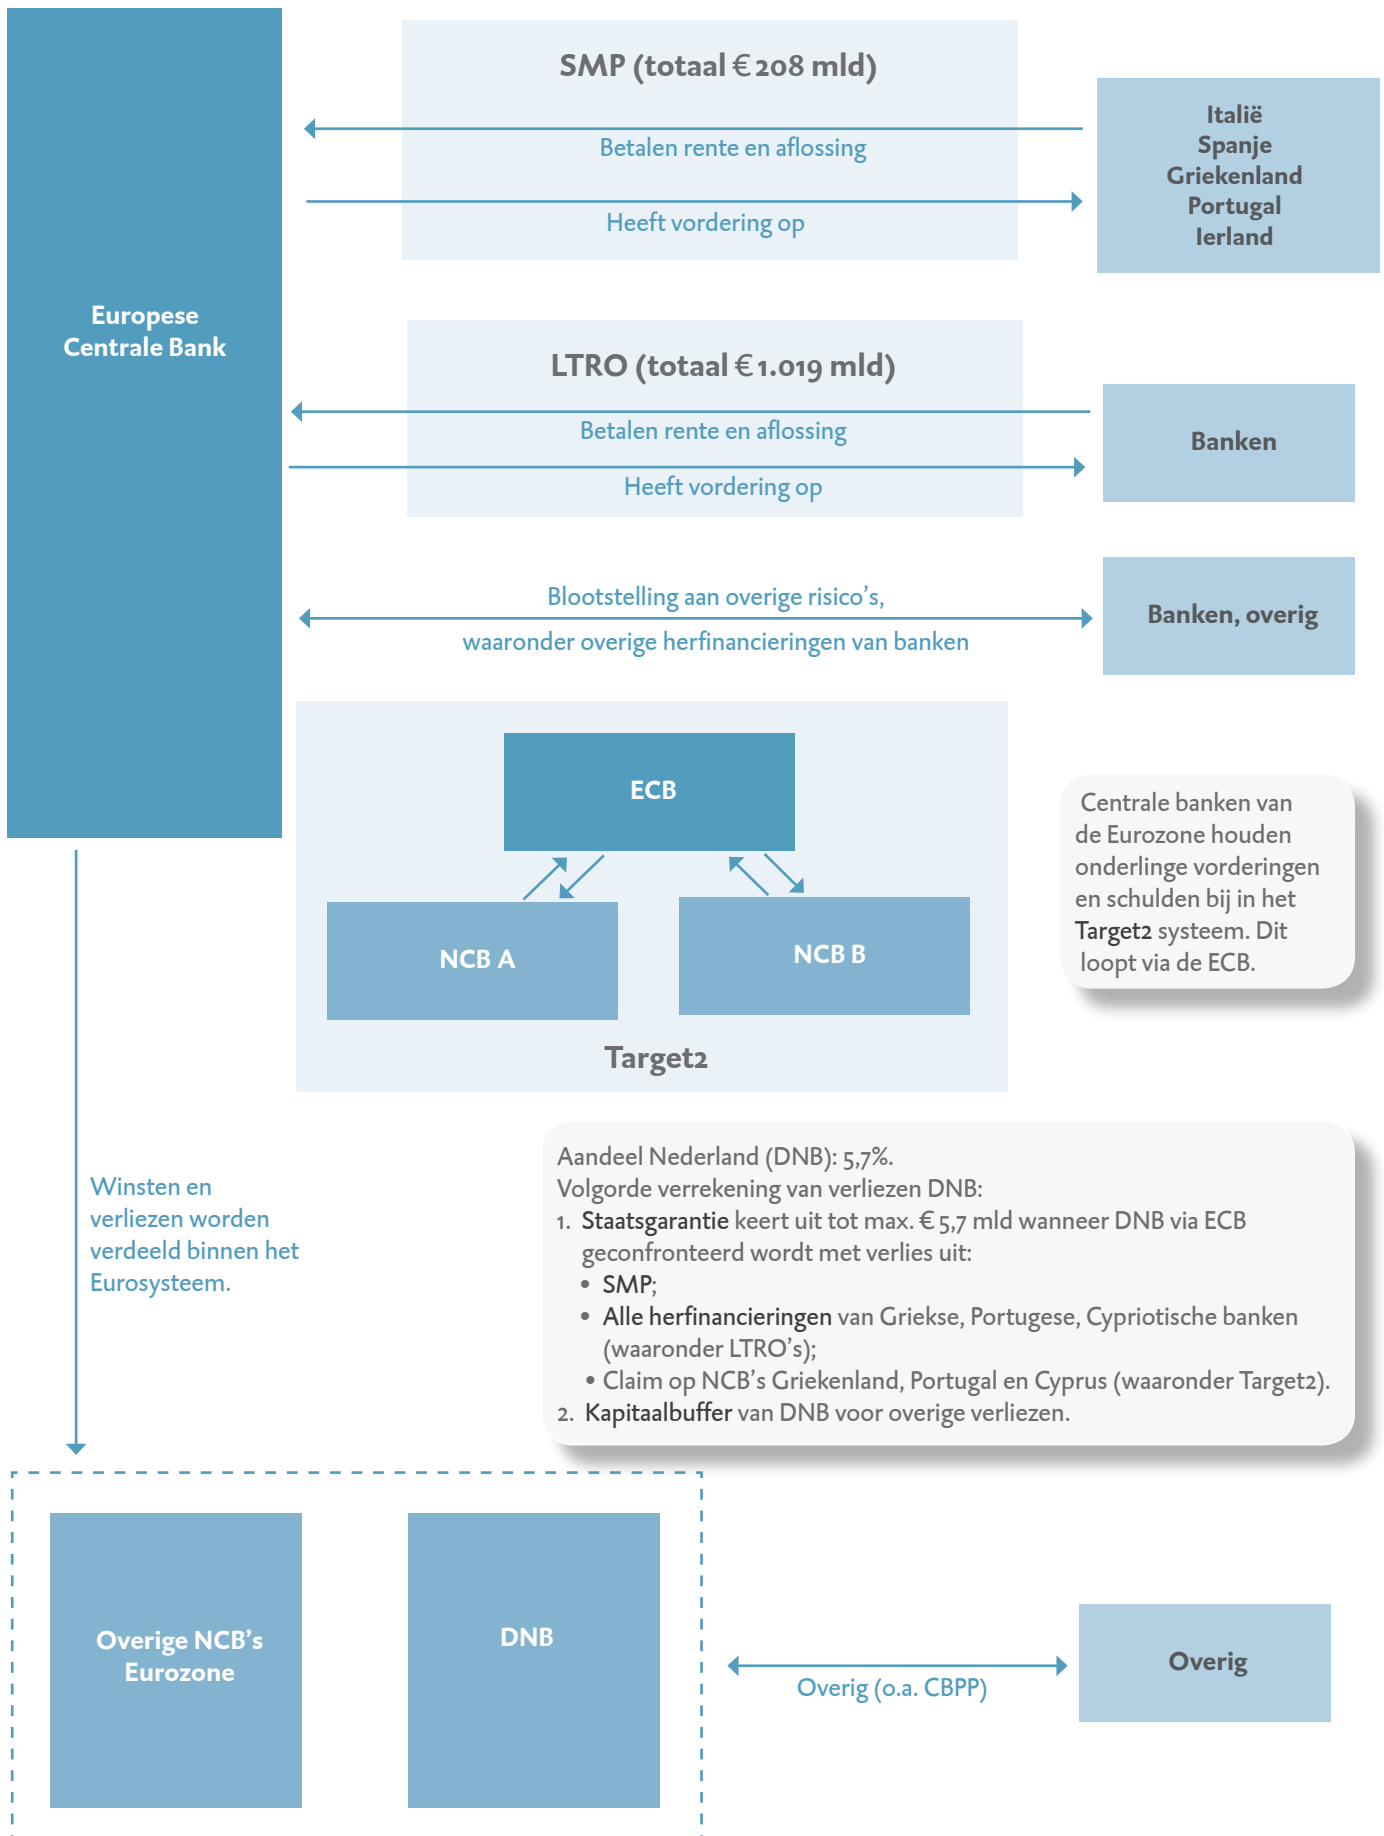 SMP (totaal € 208 mld)
Betalen rente en aflossing
Heeft vordering op
Italië
Spanje
Griekenland
Portugal
Ierland
Europese
Centrale Bank
LTRO (totaal € 1.019 mld)
Betalen rente en aflossing
Heeft vordering op
Banken
Blootstelling aan overige risico’s,
waaronder overige herfinancieringen van banken
Banken, overig
ECB
NCB A
NCB B
Target2
Centrale banken van
de Eurozone houden
onderlinge vorderingen
en schulden bij in het
Target2 systeem. Dit
loopt via de ECB.
Winsten en
verliezen worden
verdeeld binnen het
Eurosysteem.
Aandeel Nederland (DNB): 5,7%.
Volgorde verrekening van verliezen DNB:
1. Staatsgarantie keert uit tot max. € 5,7 mld wanneer DNB via ECB
geconfronteerd wordt met verlies uit:
• SMP;
• Alle herfinancieringen van Griekse, Portugese, Cypriotische banken
(waaronder LTRO’s);
• Claim op NCB’s Griekenland, Portugal en Cyprus (waaronder Target2).
2. Kapitaalbuffer van DNB voor overige verliezen.
Overige NCB’s
Eurozone
DNB
Overig (o.a. CBPP)
Overig